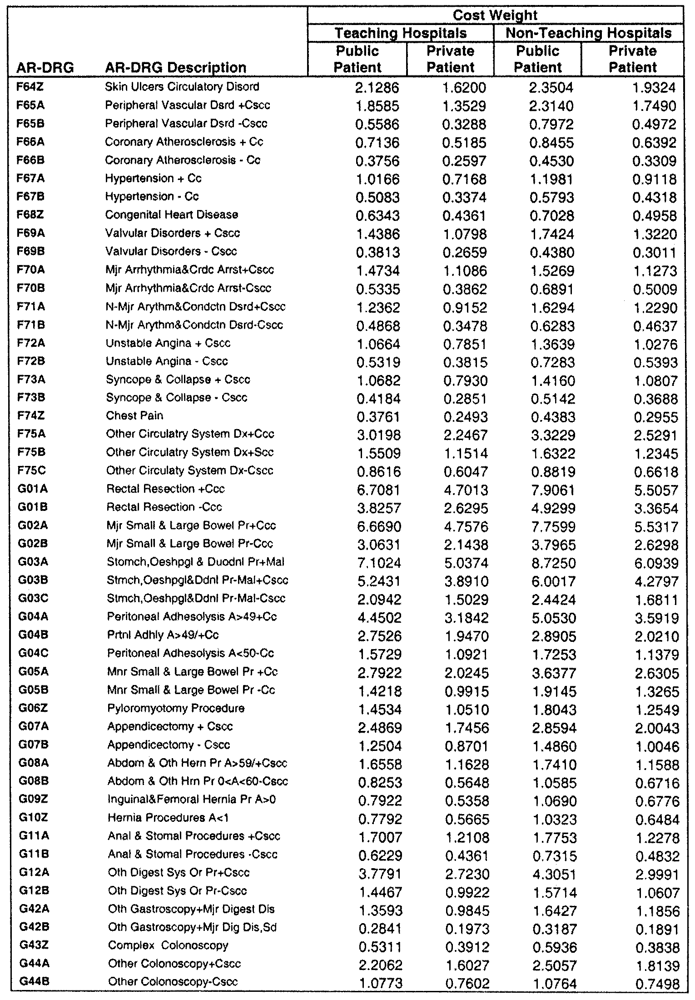 Cost Weight
Teaching Hospitals Non-Teaching Hospitals
Public Private Public Private
AR-DRG AR-DRG Description Patient Patient Patient Patient
F64Z Skin Ulcers Circulatory Disord 2.1286 1.6200 2.3504 1.9324
F65A Peripheral Vascular Dsrd +Cscc 1.8585 1.3529 2.3140 1.7490
F65B Peripheral Vascular Dsrd -Cscc 0.5586 0.3288 0.7972 0.4972
F66A Coronary Atherosclerosis + Cc 0.7136 0.5185 0.8455 0.6392
F66B Coronary Atherosclerosis - Cc 0.3756 0.2597 0.4530 0.3309
F67A Hypertension + Cc 1.0166 0.7168 1.1981 0.9118
F67B Hypertension - Cc 0.5083 0.3374 0.5793 0.4318
F68Z Congenital Heart Disease 0.6343 0.4361 0.7028 0.4958
F69A Valvular Disorders + Cscc 1.4386 1.0798 1.7424 1.3220
F69B Valvular Disorders - Cscc 0.3813 0.2659 0.4380 0.3011
F70A Mjr Arrhythmia&Crdc Arrst+Cscc 1.4734 1.1086 1.5269 1.1273
F70B Mjr Arrhythmia&Crdc Arrst-Cscc 0.5335 0.3862 0.6891 0.5009
F71A N-Mjr Arythm&Condctn Dsrd+Cscc 1.2362 0.9152 1.6294 1.2290
F71B N-Mjr Arythm&Condctn Dsrd-Cscc 0.4868 0.3478 0.6283 0.4637
F72A Unstable Angina + Cscc 1.0664 0.7851 1.3639 1.0276
F72B Unstable Angina - Cscc 0.5319 0.3815 0.7283 0.5393
F73A Syncope & Collapse + Cscc 1.0682 0.7930 1.4160 1.0807
F73B Syncope & Collapse - Cscc 0.4184 0.2851 0.5142 0.3688
F74Z Chest Pain 0.3761 0.2493 0.4383 0.2955
F75A Other Circulatry System Dx+Ccc 3.0198 2.2467 3.3229 2.5291
F75B Other Circulatry System Dx+Scc 1.5509 1.1514 1.6322 1.2345
F75C Other Circulaty System Dx-Cscc 0.8616 0.6047 0.8819 0.6618
G01A Rectal Resection +Ccc 6.7081 4.7013 7.9061 5.5057
G01B Rectal Resection -Ccc 3.8257 2.6295 4.9299 3.3654
G02A Mjr Small & Large Bowel Pr+Ccc 6.6690 4.7576 7.7599 5.5317
G02B Mjr Small & Large Bowel Pr-Ccc 3.0631 2.1438 3.7965 2.6298
G03A Stomch,Oeshpgl & Duodnl Pr+Mal 7.1024 5.0374 8.7250 6.0939
G03B Stmch,Oeshpgl&Ddnl Pr-Mal+Cscc 5.2431 3.8910 6.0017 4.2797
G03C Stmch,Oeshpgl&Ddnl Pr-Mal-Cscc 2.0942 1.5029 2.4424 1.6811
G04A Peritoneal Adhesolysis A>49+Cc 4.4502 3.1842 5.0530 3.5919
G04B Prtnl Adhly A>49/+Cc 2.7526 1.9470 2.8905 2.0210
G04C Peritoneal Adhesolysis A<50-Cc 1.5729 1.0921 1.7253 1.1379
G05A Mnr Small & Large Bowel Pr +Cc 2.7922 2.0245 3.6377 2.6305
G05B Mnr Small & Large Bowel Pr -Cc 1.4218 0.9915 1.9145 1.3265
G06Z Pyloromyotomy Procedure 1.4534 1.0510 1.8043 1.2549
G07A Appendicectomy + Cscc 2.4869 1.7456 2.8594 2.0043
G07B Appendicectomy - Cscc 1.2504 0.8701 1.4860 1.0046
G08A Abdom & Oth Hern Pr A>59/+Cscc 1.6558 1.1628 1.7410 1.1588
G08B Abdom & Oth Hrn Pr 0<A<60-Cscc 0.8253 0.5648 1.0585 0.6716
G09Z Inguinal&Femoral Hernia Pr A>0 0.7922 0.5358 1.0690 0.6776
G10Z Hernia Procedures A<1 0.7792 0.5665 1.0323 0.6484
G11A Anal & Stomal Procedures +Cscc 1.7007 1.2108 1.7753 1.2278
G11B Anal & Stomal Procedures -Cscc 0.6229 0.4361 0.7315 0.4832
G12A Oth Digest Sys Or Pr+Cscc 3.7791 2.7230 4.3051 2.9991
G12B Oth Digest Sys Or Pr-Cscc 1.4467 0.9922 1.5714 1.0607
G42A Oth Gastroscopy+Mjr Digest Dis 1.3593 0.9845 1.6427 1.1856
G42B Oth Gastroscopy+Mjr Dig Dis,Sd 0.2841 0.1973 0.3187 0.1891
G43Z Complex Colonoscopy 0.5311 0.3912 0.5936 0.3838
G44A Other Colonoscopy+Cscc 2.2062 1.6027 2.5057 1.8139
G44B Other Colonoscopy-Cscc 1.0773 0.7602 1.0764 0.7498